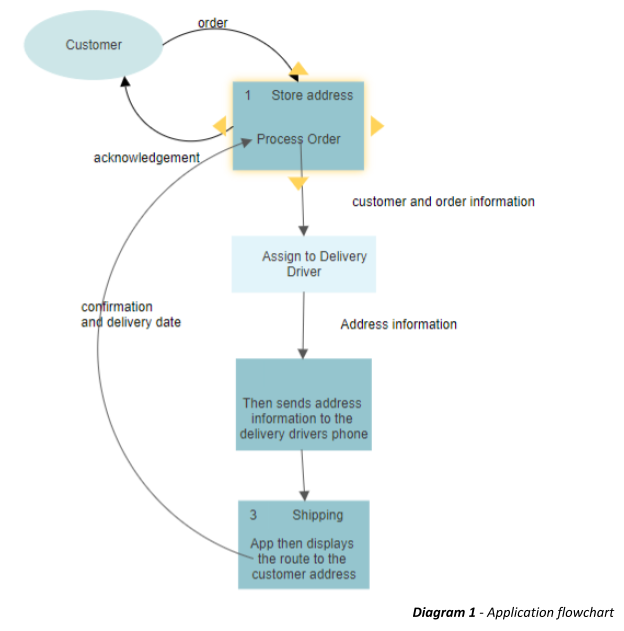 order
Customer
1 Store address
Process Order
acknowledgement
customer and order information
Assign to Delivery
Driver
confirmation
and delivery date
Address information
Then sends address
information to the
delivery drivers phone
3 Shipping
App then displays
the route to the
customer address
Diagram 1 - Application flowchart